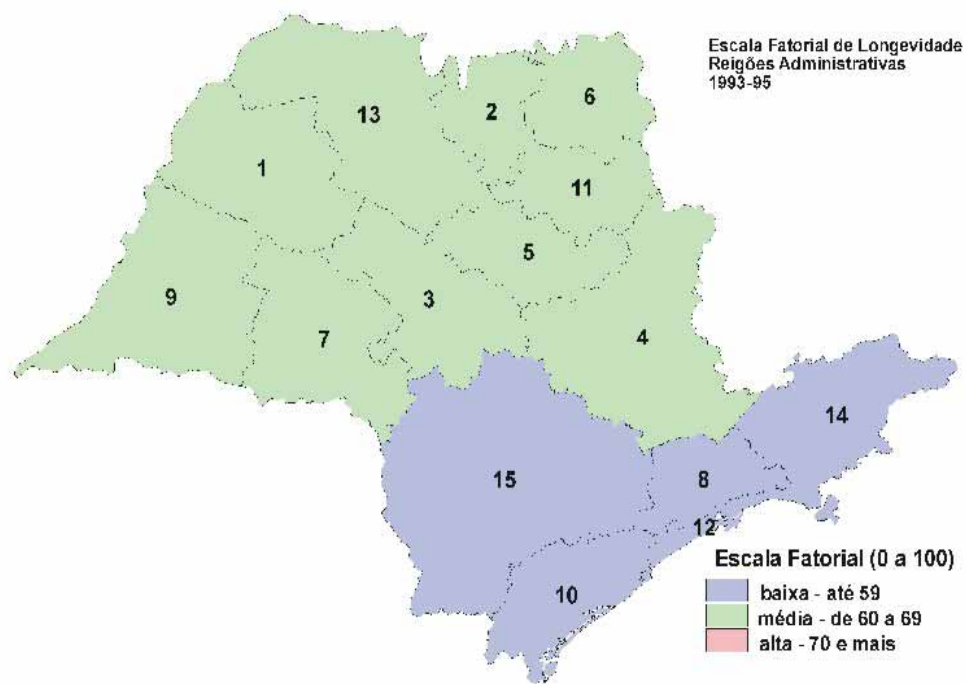 Escala Fatorial de Longevidade
Reigões Administrativas
1993-95
6
2
13
1
11
5
9
3
7
4
14
15
8
12
10
Escala Fatorial (0 a 100)
baixa - até 59
média - de 60 a 69
alta - 70 e mais